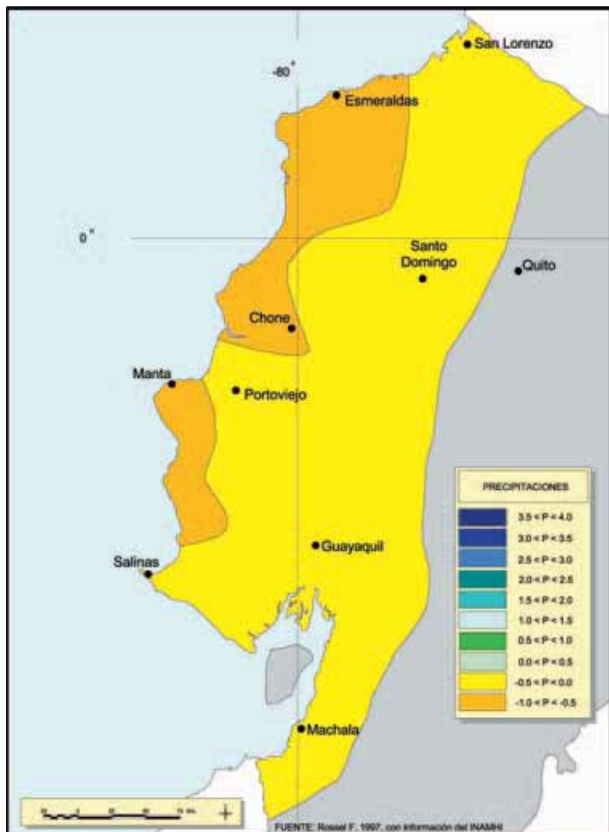 San Lorenzo
-80°
Esmeraldas
0°
Santo
Domingo
Quito
Chone
Manta
Portoviejo
PRECIPITACIONES
3.5 < P < 4.0
3.0 < P < 3.5
2.5 < P < 3.0
2.0 < P < 2.5
1.5 < P < 2.0
1.0 < P < 1.5
0.5 < P < 1.0
0.0 < P < 0.5
-0.5 < P < 0.0
-1.0 < P < -0.5
Guayaquil
Salinas
Machala
FUENTE: Rossel F. 1997, con información del INAMHI